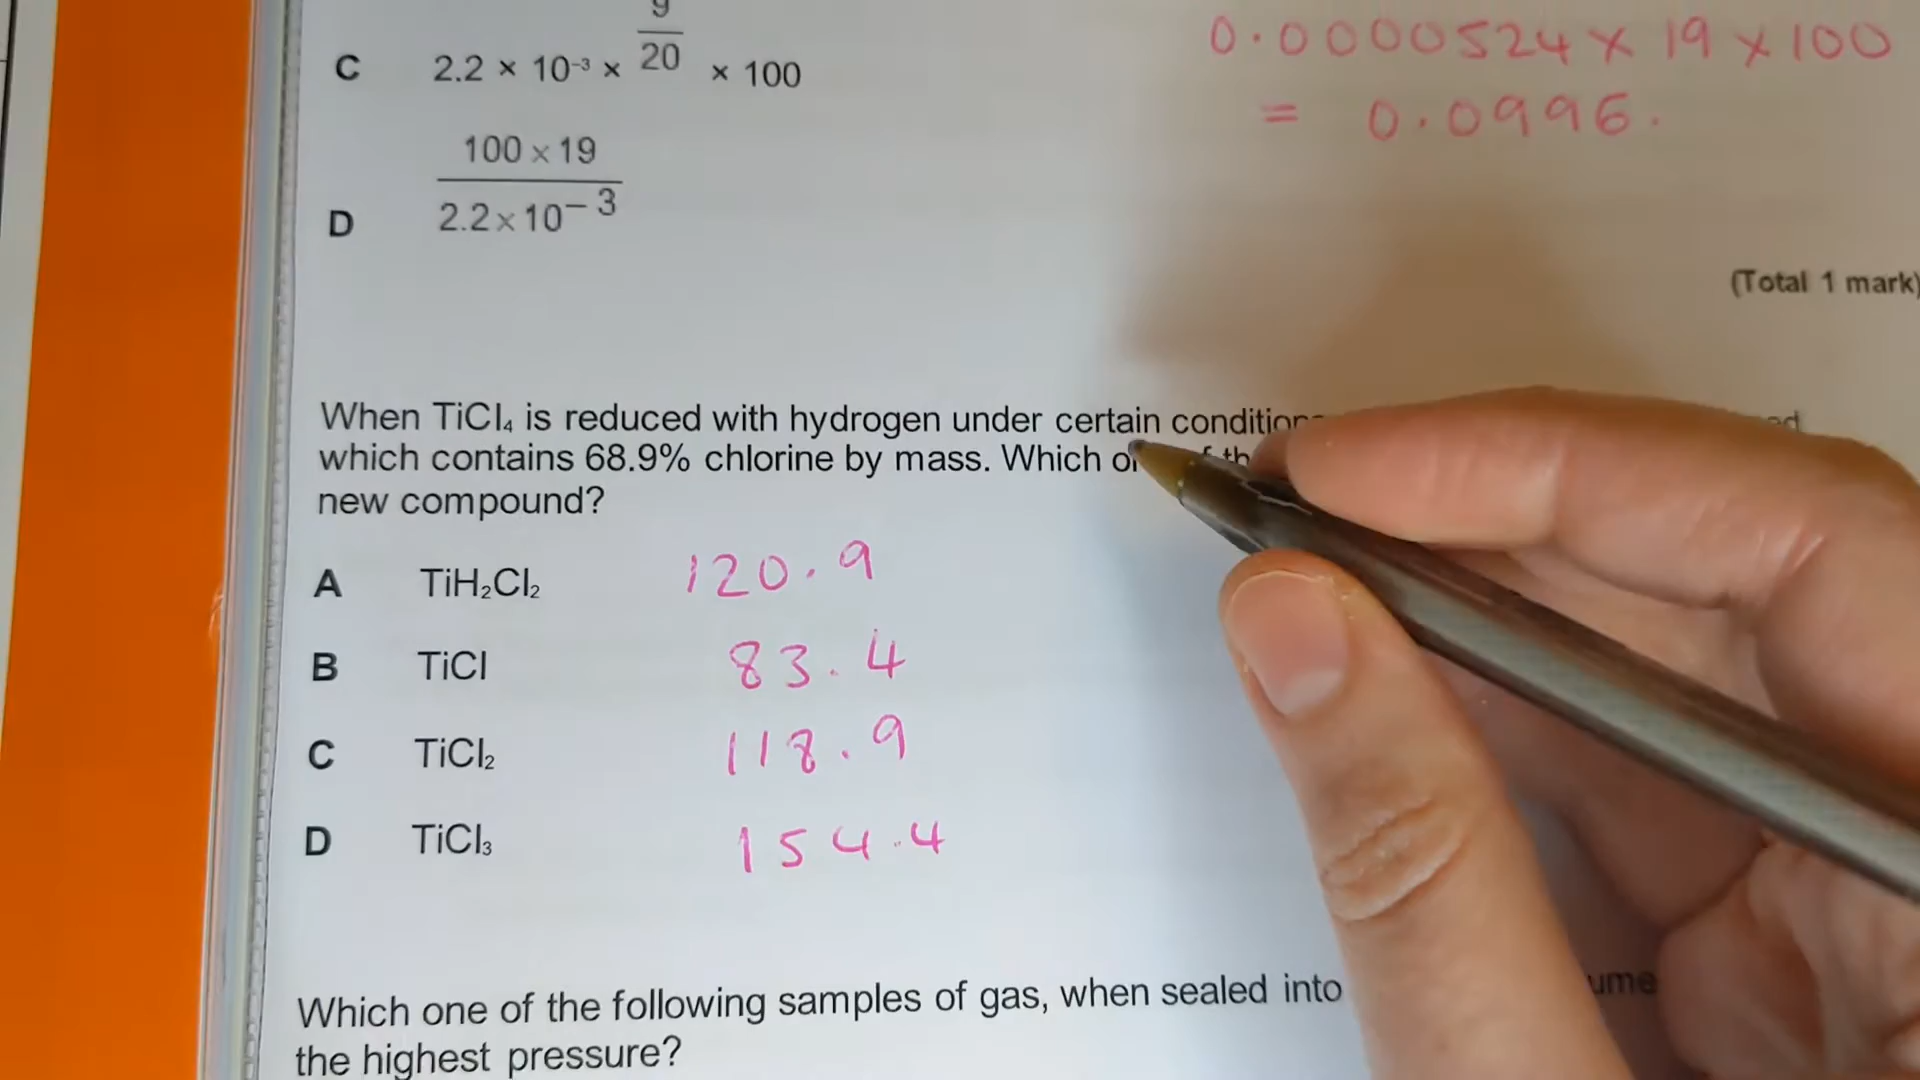 9
C 2.2 × 10⁻³ × 20 × 100
0.0000524 × 19 × 100
= 0.0996.
100 × 19
D 2.2 × 10⁻ ³
(Total 1 mark)
When TiCl₄ is reduced with hydrogen under certain
which contains 68.9% chlorine by mass. Which
new compound?
A TiH₂Cl₂ 120.9
B TiCl 83.4
C TiCl₂ 118.9
D TiCl₃ 154.4
Which one of the following samples of gas, when sealed into
the highest pressure?